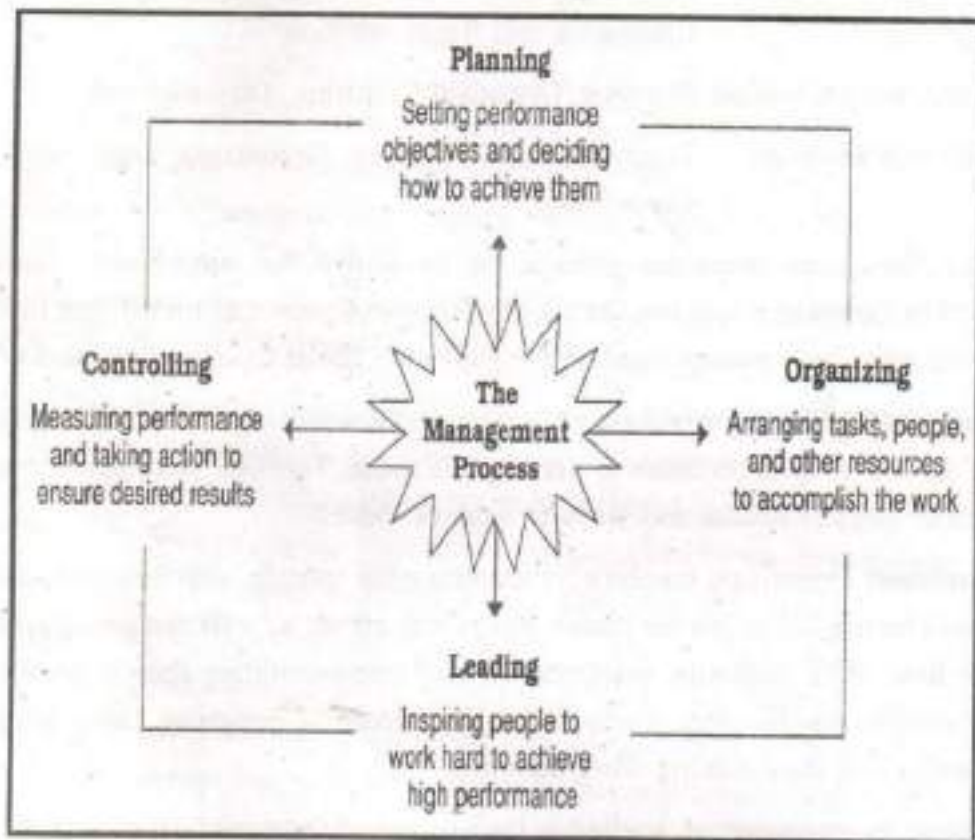 Planning
Setting performance
objectives and deciding
how to achieve them
Controlling
Measuring performance
and taking action to
ensure desired results
The
Management
Process
Organizing
Arranging tasks, people,
and other resources
to accomplish the work
Leading
Inspiring people to
work hard to achieve
high performance